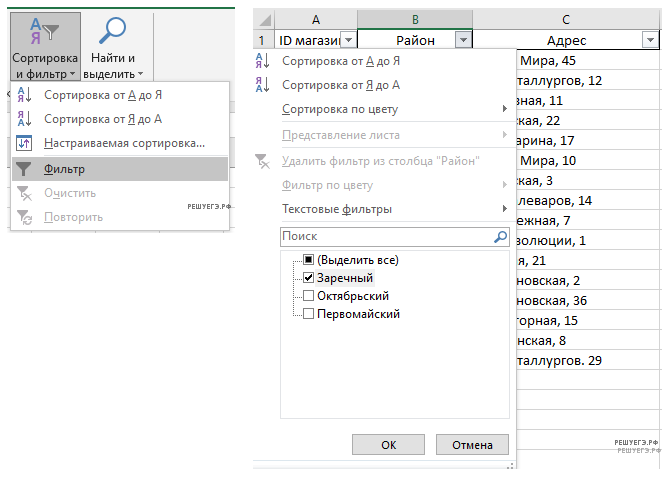 Сортировка и фильтр
Найти и выделить
Сортировка от А до Я
Сортировка от Я до А
Настраиваемая сортировка...
Фильтр
Очистить
Повторить
РЕШУЕГЭ.РФ
A B C
1 ID магази Район Адрес
Сортировка от А до Я
Сортировка от Я до А
Сортировка по цвету
Представление листа
Удалить фильтр из столбца "Район"
Фильтр по цвету
Текстовые фильтры
Поиск
(Выделить все)
Заречный
Октябрьский
Первомайский
ОК Отмена
Мира, 45
таллургов, 12
вная, 11
ская, 22
арина, 17
Мира, 10
ская, 3
леваров, 14
ежная, 7
волюции, 1
я, 21
новская, 2
новская, 36
горная, 15
нская, 8
таллургов. 29
РЕШУЕГЭ.РФ
РЕШУЕГЭ.РФ